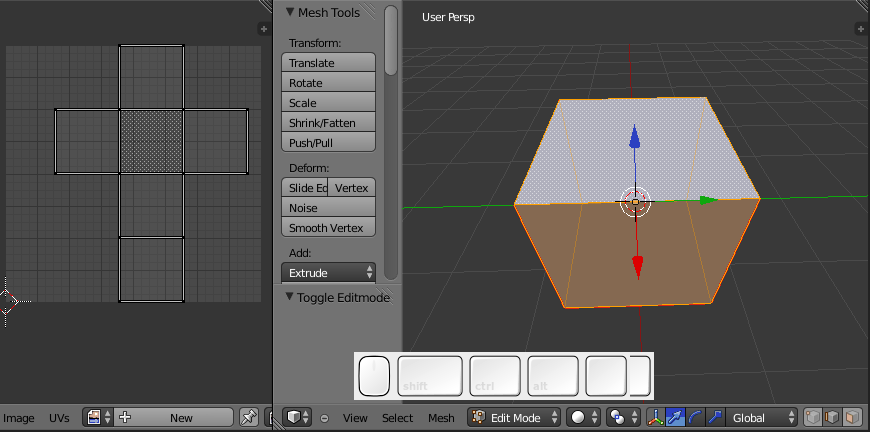 Mesh Tools
Transform:
Translate
Rotate
Scale
Shrink/Fatten
Push/Pull
Deform:
Slide Ed Vertex
Noise
Smooth Vertex
Add:
Extrude
Toggle Editmode
User Persp
shift ctrl alt
Image UVs New
View Select Mesh Edit Mode Global